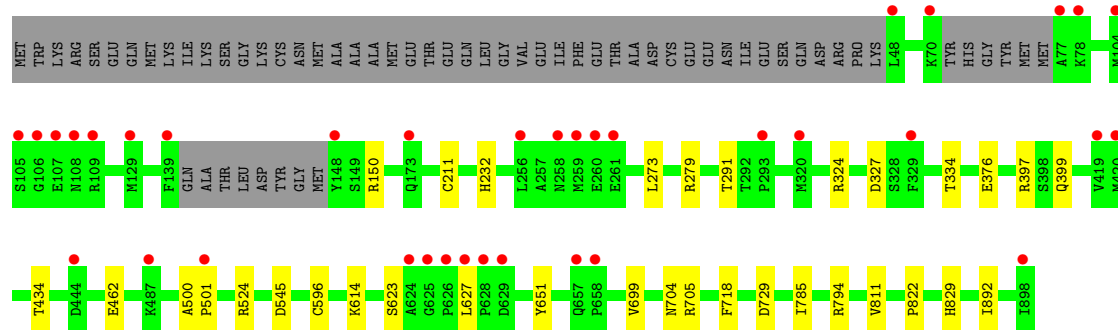 MET TRP LYS ARG SER GLU GLN MET LYS ILE LYS SER GLY LYS CYS ASN MET ALA ALA ALA MET GLU THR GLU GLN LEU GLY VAL GLU ILE PHE GLU THR ALA ASP CYS GLU GLU ASN ILE GLU SER GLY ASP ARG PRO LYS L48 K70 TYR HIS GLY TYR MET MET A77 K78 M104
S105 G106 E107 N108 R109 M129 F139 GLN ALA THR LEU ASP TYR GLY MET Y148 S149 R150 Q173 C211 H232 L256 A257 N258 M259 E260 E261 L273 R279 T291 T292 P293 M320 R324 D327 S328 F329 T334 E376 R397 S398 Q399 V419 M420
T434 D444 E462 K487 A500 P501 R524 D545 C596 K614 S623 A624 G625 P626 L627 P628 D629 Y651 Q657 P658 V699 N704 R705 F718 D729 I785 R794 V811 P822 H829 I892 I898